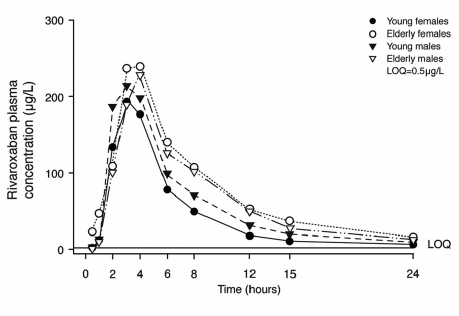 Young females
Elderly females
Young males
Elderly males
LOQ=0.5µg/L
Rivaroxaban plasma
concentration (µg/L)
300
200
100
0
LOQ
0 2 4 6 8 12 15 24
Time (hours)